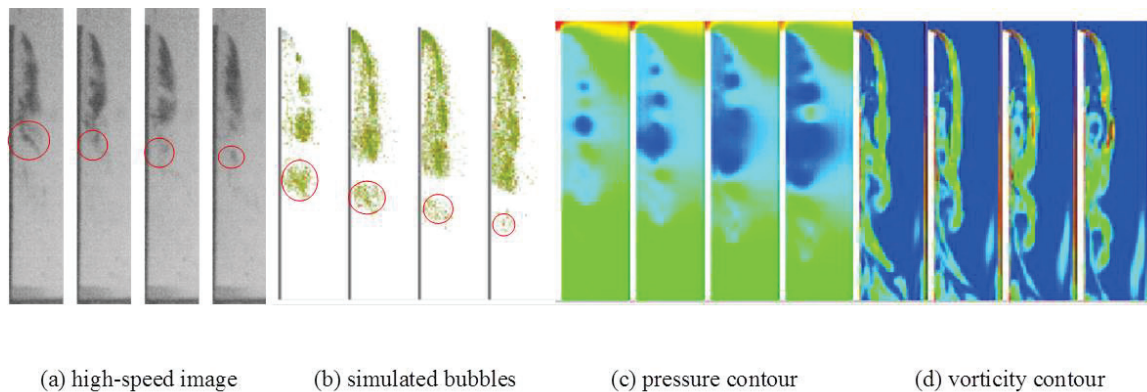 (a) high-speed image
(b) simulated bubbles
(c) pressure contour
(d) vorticity contour